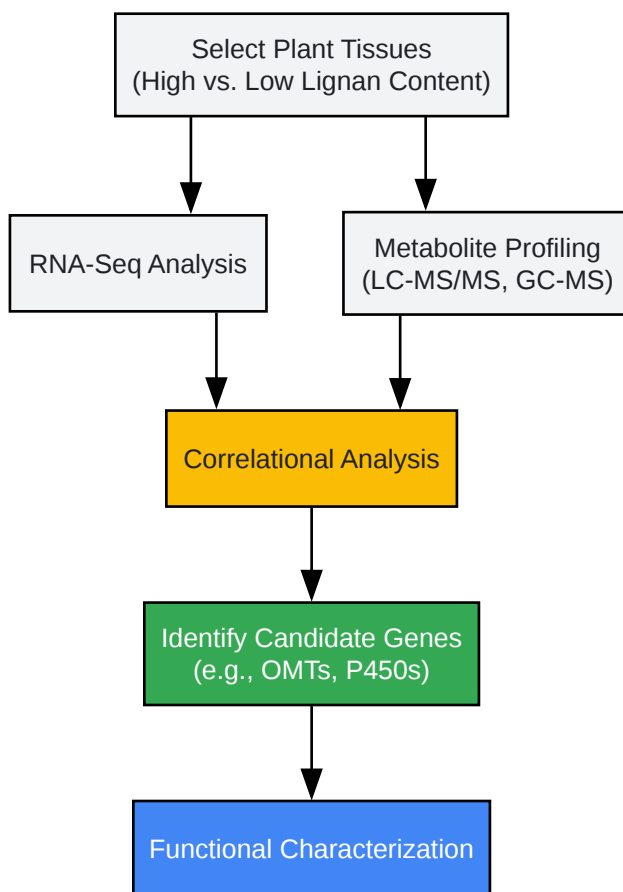 Select Plant Tissues
(High vs. Low Lignan Content)
RNA-Seq Analysis
Metabolite Profiling
(LC-MS/MS, GC-MS)
Correlational Analysis
Identify Candidate Genes
(e.g., OMTs, P450s)
Functional Characterization